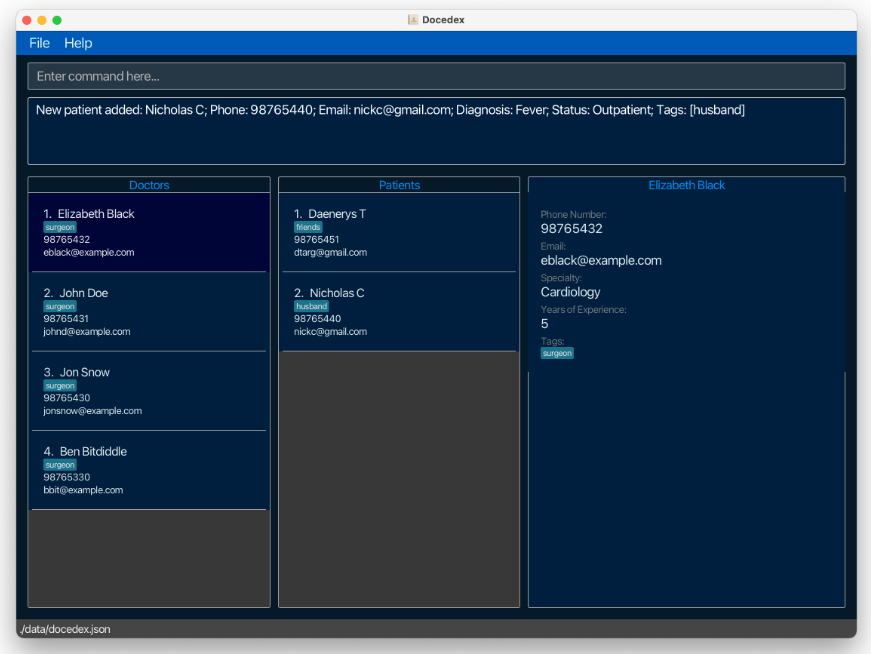 Docedex
File Help
Enter command here...
New patient added: Nicholas C; Phone: 98765440; Email: nickc@gmail.com; Diagnosis: Fever; Status: Outpatient; Tags: [husband]
Doctors
1. Elizabeth Black
surgeon
98765432
eblack@example.com
2. John Doe
surgeon
98765431
johnd@example.com
3. Jon Snow
surgeon
98765430
jonsnow@example.com
4. Ben Bitdiddle
surgeon
98765330
bbit@example.com
Patients
1. Daenerys T
friends
98765451
dtarg@gmail.com
2. Nicholas C
husband
98765440
nickc@gmail.com
Elizabeth Black
Phone Number:
98765432
Email:
eblack@example.com
Specialty:
Cardiology
Years of Experience:
5
Tags:
surgeon
./data/docedex.json